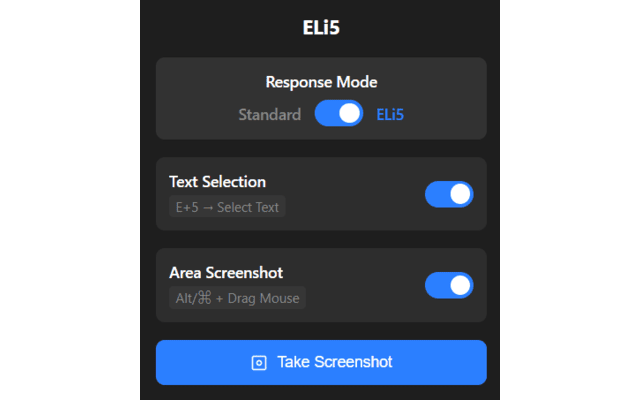 ELi5
Response Mode
Standard ELi5
Text Selection
E+5 → Select Text
Area Screenshot
Alt/⌘ + Drag Mouse
Take Screenshot